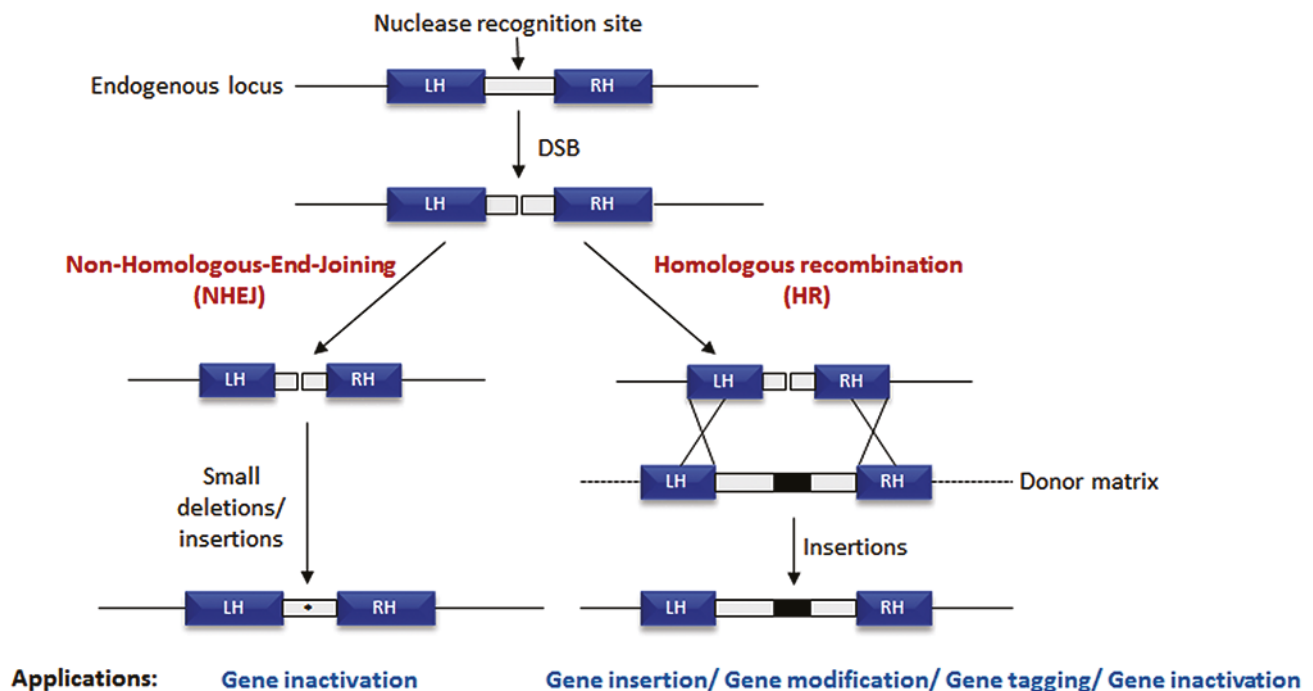 Nuclease recognition site
Endogenous locus LH RH
DSB
LH RH
Non-Homologous-End-Joining
(NHEJ)
Homologous recombination
(HR)
LH RH
LH RH
Small
deletions/
insertions
LH RH Donor matrix
Insertions
LH RH
LH RH
Applications: Gene inactivation Gene insertion/ Gene modification/ Gene tagging/ Gene inactivation